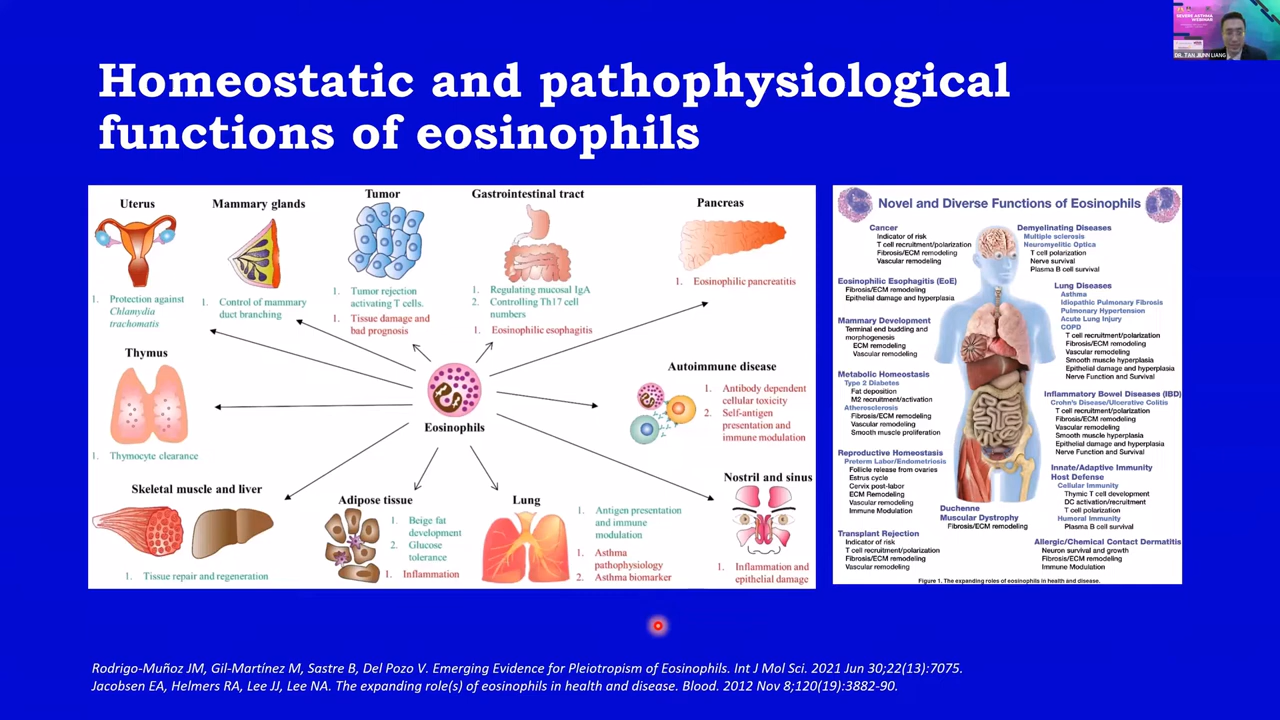 SEVERE ASTHMA
WEBINAR
DR. TAN JUNN LIANG
Homeostatic and pathophysiological
functions of eosinophils
Uterus
1. Protection against
Chlamydia
trachomatis
Mammary glands
1. Control of mammary
duct branching
Tumor
1. Tumor rejection
activating T cells.
1. Tissue damage and
bad prognosis
Gastrointestinal tract
1. Regulating mucosal IgA
2. Controlling Th17 cell
numbers
1. Eosinophilic esophagitis
Pancreas
1. Eosinophilic pancreatitis
Thymus
1. Thymocyte clearance
Eosinophils
Autoimmune disease
1. Antibody dependent
cellular toxicity
2. Self-antigen
presentation and
immune modulation
Skeletal muscle and liver
1. Tissue repair and regeneration
Adipose tissue
1. Beige fat
development
2. Glucose
tolerance
1. Inflammation
Lung
1. Antigen presentation
and immune
modulation
1. Asthma
pathophysiology
2. Asthma biomarker
Nostril and sinus
1. Inflammation and
epithelial damage
Novel and Diverse Functions of Eosinophils
Cancer
Indicator of risk
T cell recruitment/polarization
Fibrosis/ECM remodeling
Vascular remodeling
Eosinophilic Esophagitis (EoE)
Fibrosis/ECM remodeling
Epithelial damage and hyperplasia
Mammary Development
Terminal end budding and
morphogenesis
ECM remodeling
Vascular remodeling
Metabolic Homeostasis
Type 2 Diabetes
Fat deposition
M2 recruitment/activation
Atherosclerosis
Fibrosis/ECM remodeling
Vascular remodeling
Smooth muscle proliferation
Reproductive Homeostasis
Preterm Labor/Endometriosis
Follicle release from ovaries
Estrus cycle
Cervix post-labor
ECM Remodeling
Vascular remodeling
Immune Modulation
Transplant Rejection
Indicator of risk
T cell recruitment/polarization
Fibrosis/ECM remodeling
Vascular remodeling
Demyelinating Diseases
Multiple sclerosis
Neuromyelitic Optica
T cell polarization
Nerve survival
Plasma B cell survival
Lung Diseases
Asthma
Idiopathic Pulmonary Fibrosis
Pulmonary Hypertension
Acute Lung Injury
COPD
T cell recruitment/polarization
Fibrosis/ECM remodeling
Vascular remodeling
Smooth muscle hyperplasia
Epithelial damage and hyperplasia
Nerve Function and Survival
Inflammatory Bowel Diseases (IBD)
Crohn's Disease/Ulcerative Colitis
T cell recruitment/polarization
Fibrosis/ECM remodeling
Vascular remodeling
Smooth muscle hyperplasia
Epithelial damage and hyperplasia
Nerve Function and Survival
Innate/Adaptive Immunity
Host Defense
Cellular Immunity
Thymic T cell development
DC activation/recruitment
T cell polarization
Humoral Immunity
Plasma B cell survival
Duchenne
Muscular Dystrophy
Fibrosis/ECM remodeling
Allergic/Chemical Contact Dermatitis
Neuron survival and growth
Fibrosis/ECM remodeling
Immune Modulation
Figure 1. The expanding roles of eosinophils in health and disease.
Rodrigo-Muñoz JM, Gil-Martínez M, Sastre B, Del Pozo V. Emerging Evidence for Pleiotropism of Eosinophils. Int J Mol Sci. 2021 Jun 30;22(13):7075.
Jacobsen EA, Helmers RA, Lee JJ, Lee NA. The expanding role(s) of eosinophils in health and disease. Blood. 2012 Nov 8;120(19):3882-90.